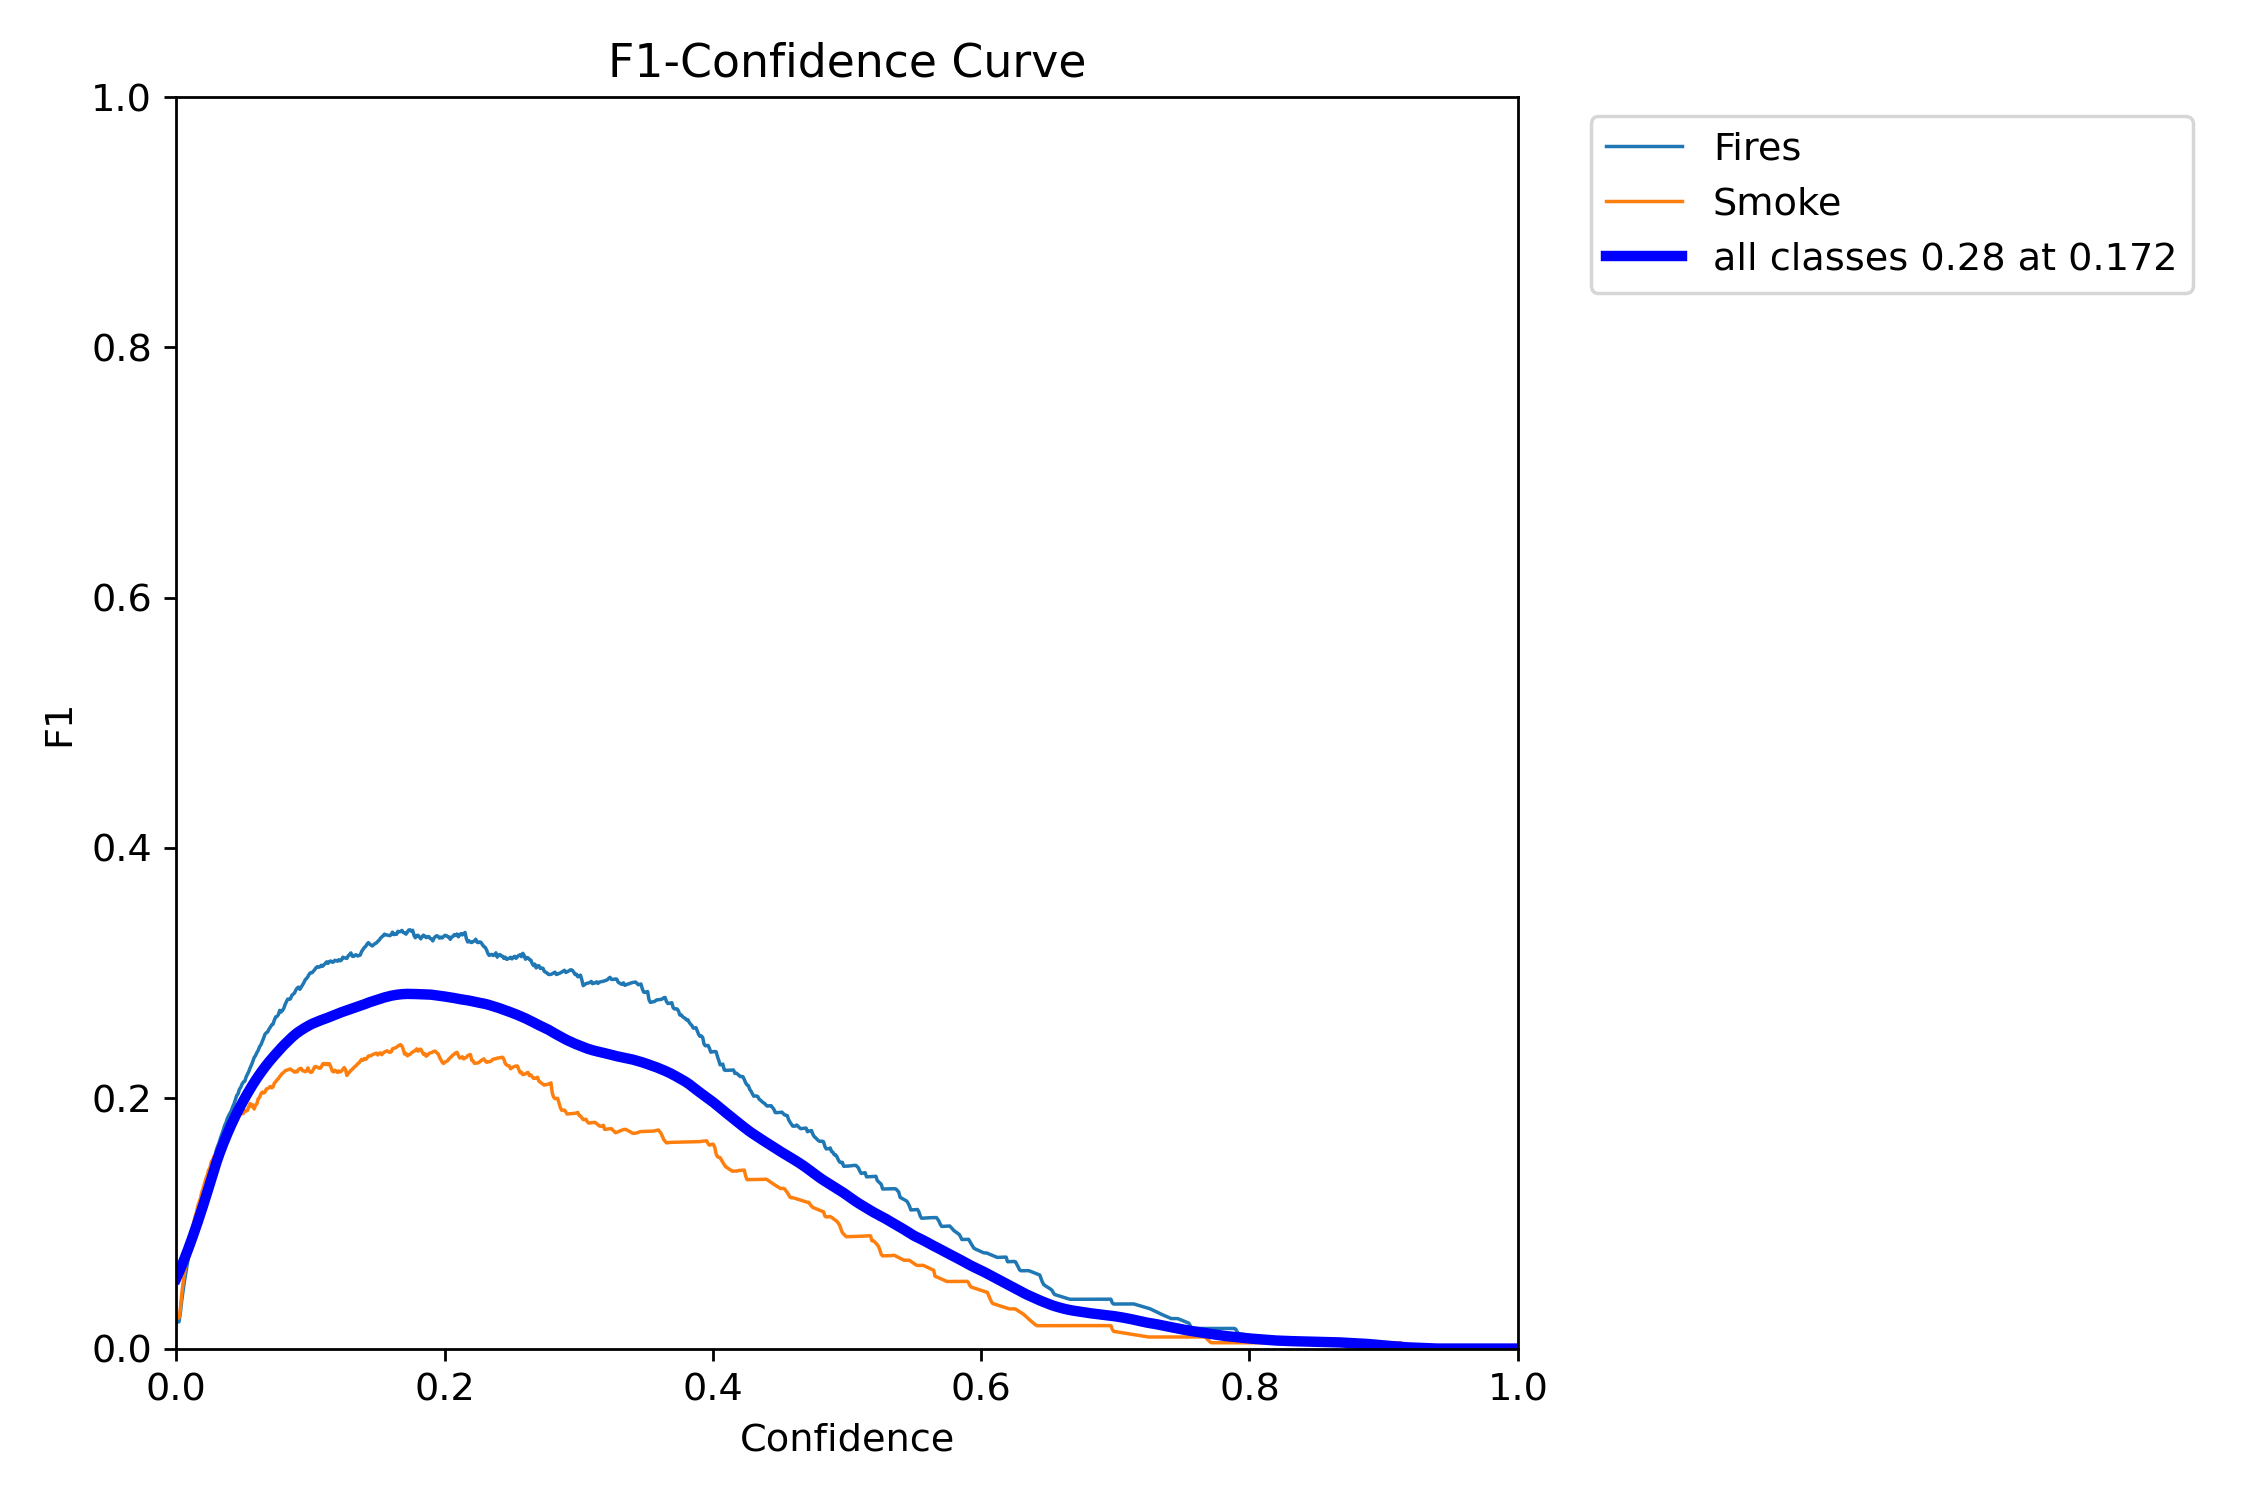 F1-Confidence Curve
1.0
0.8
0.6
0.4
0.2
0.0
F1
0.0 0.2 0.4 0.6 0.8 1.0
Confidence
Fires
Smoke
all classes 0.28 at 0.172